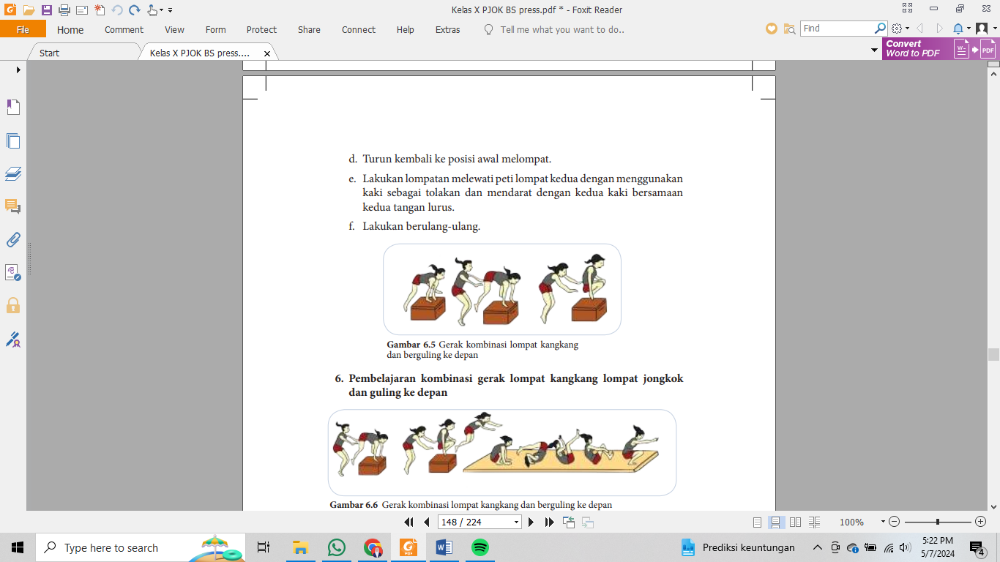 Kelas X PJOK BS press.pdf * - Foxit Reader
File Home Comment View Form Protect Share Connect Help Extras Tell me what you want to do.. Find
Start Kelas X PJOK BS press.... Convert
Word to PDF
W PDF
d. Turun kembali ke posisi awal melompat.
e. Lakukan lompatan melewati peti lompat kedua dengan menggunakan
kaki sebagai tolakan dan mendarat dengan kedua kaki bersamaan
kedua tangan lurus.
f. Lakukan berulang-ulang.
Gambar 6.5 Gerak kombinasi lompat kangkang
dan berguling ke depan
6. Pembelajaran kombinasi gerak lompat kangkang lompat jongkok
dan guling ke depan
Gambar 6.6 Gerak kombinasi lompat kangkang dan berguling ke depan
148 / 224 100%
Type here to search Prediksi keuntungan 5:22 PM
5/7/2024 4